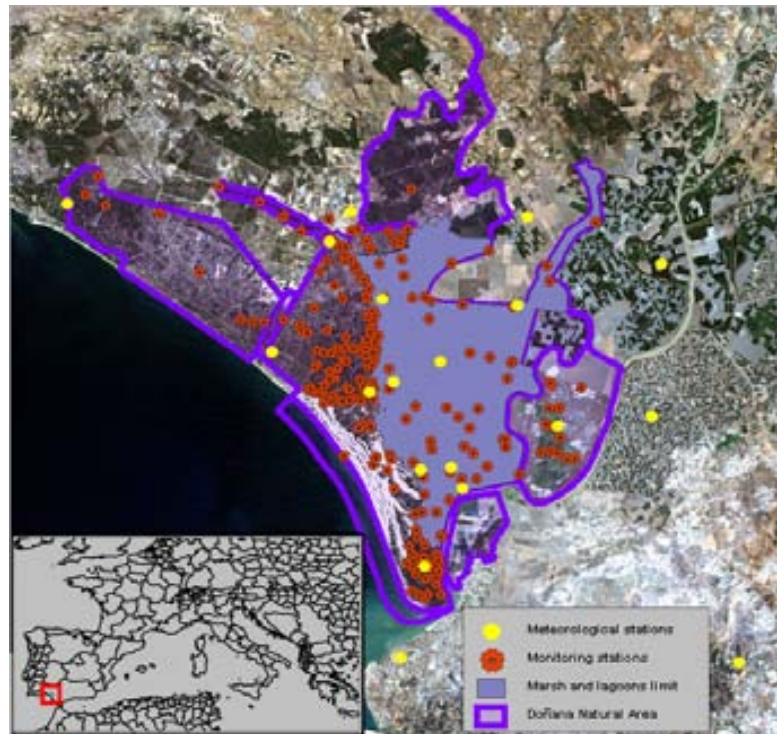 Meteorological stations
Monitoring stations
Marsh and lagoons limit
Doñana Natural Area